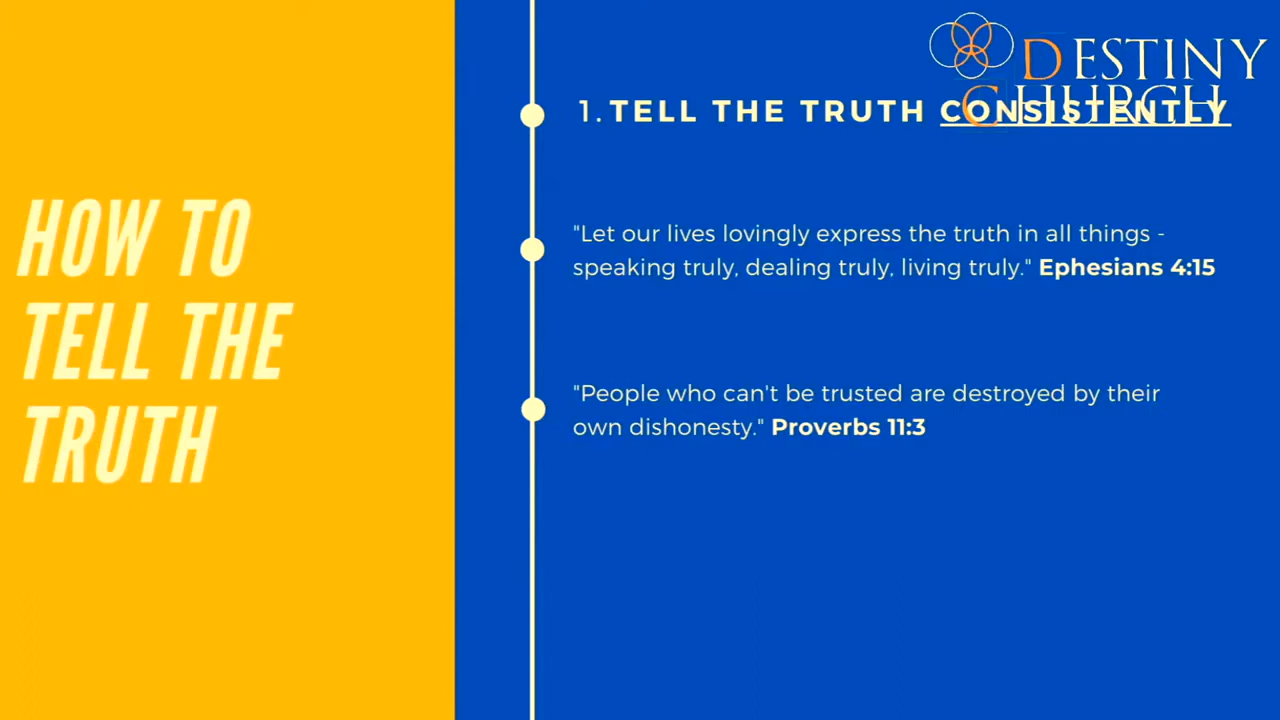 DESTINY
CHURCH
1. TELL THE TRUTH CONSISTENTLY
HOW TO
TELL THE
TRUTH
"Let our lives lovingly express the truth in all things -
speaking truly, dealing truly, living truly." Ephesians 4:15
"People who can't be trusted are destroyed by their
own dishonesty." Proverbs 11:3